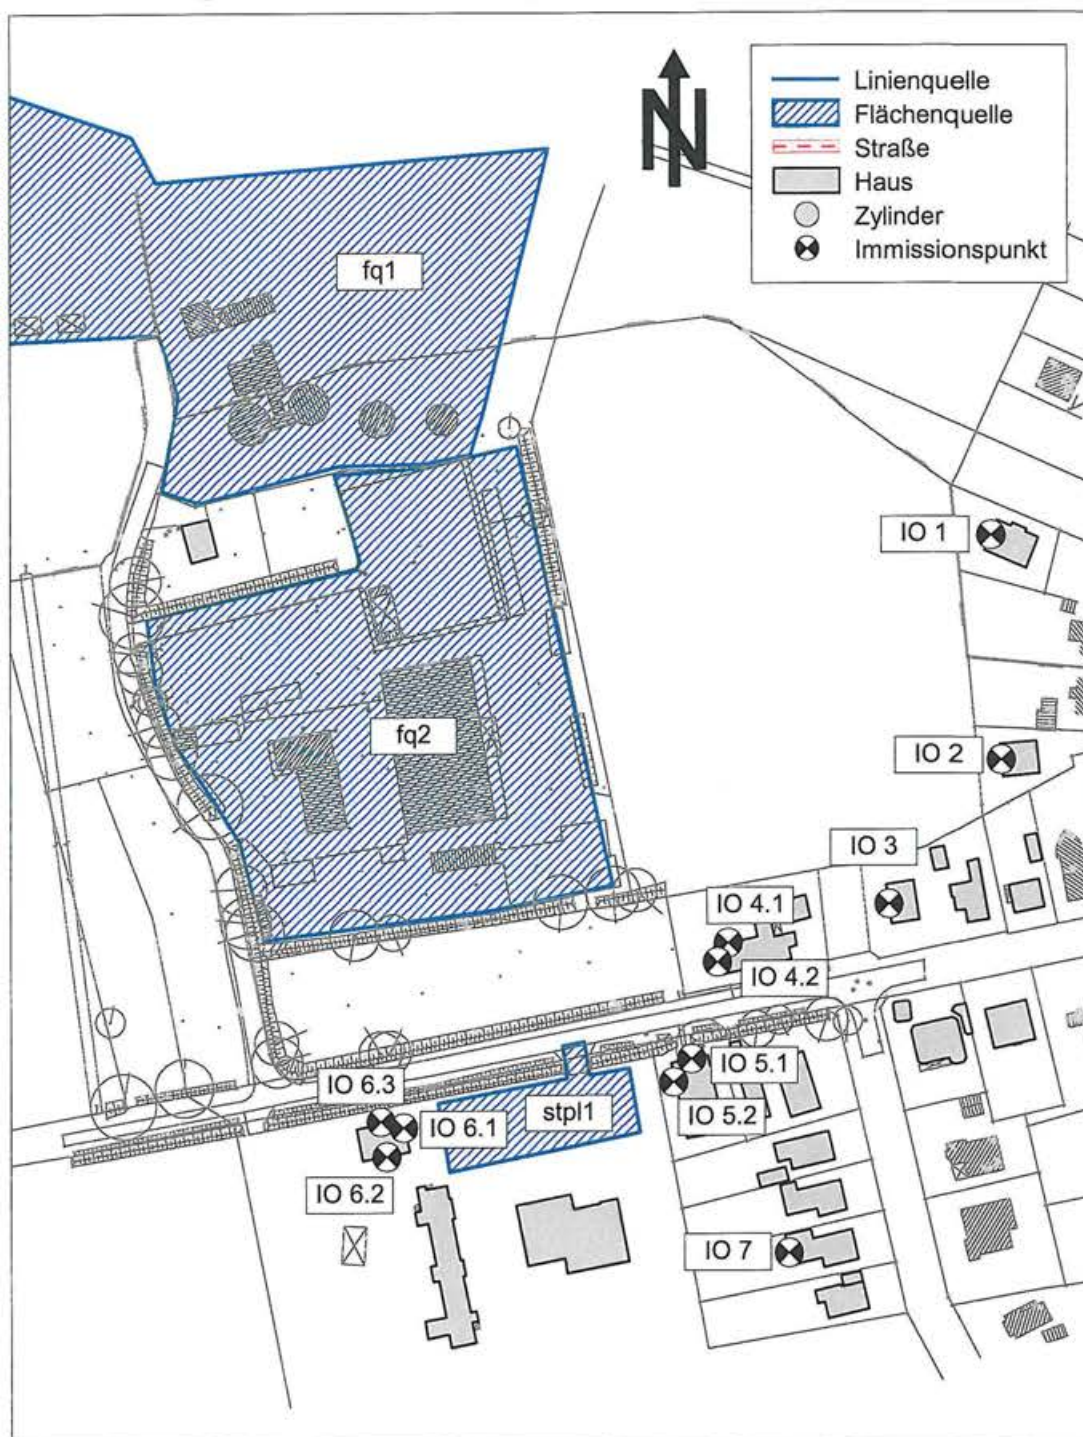 N
Linienquelle
Flächenquelle
Straße
Haus
Zylinder
Immissionspunkt
fq1
IO 1
fq2
IO 2
IO 3
IO 4.1
IO 4.2
IO 6.3
IO 5.1
stpl1
IO 5.2
IO 6.1
IO 6.2
IO 7